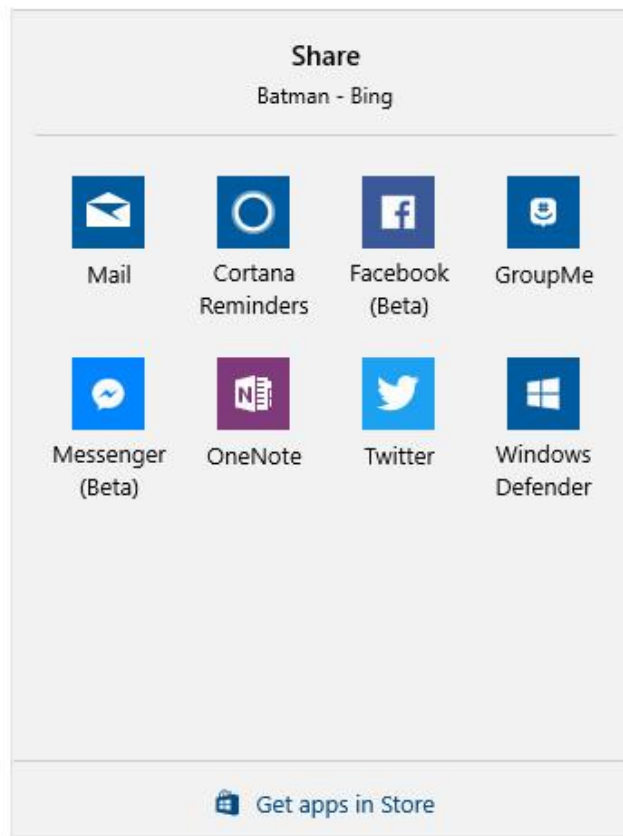 Share
Batman - Bing
Mail
Cortana
Reminders
Facebook
(Beta)
GroupMe
Messenger
(Beta)
OneNote
Twitter
Windows
Defender
Get apps in Store